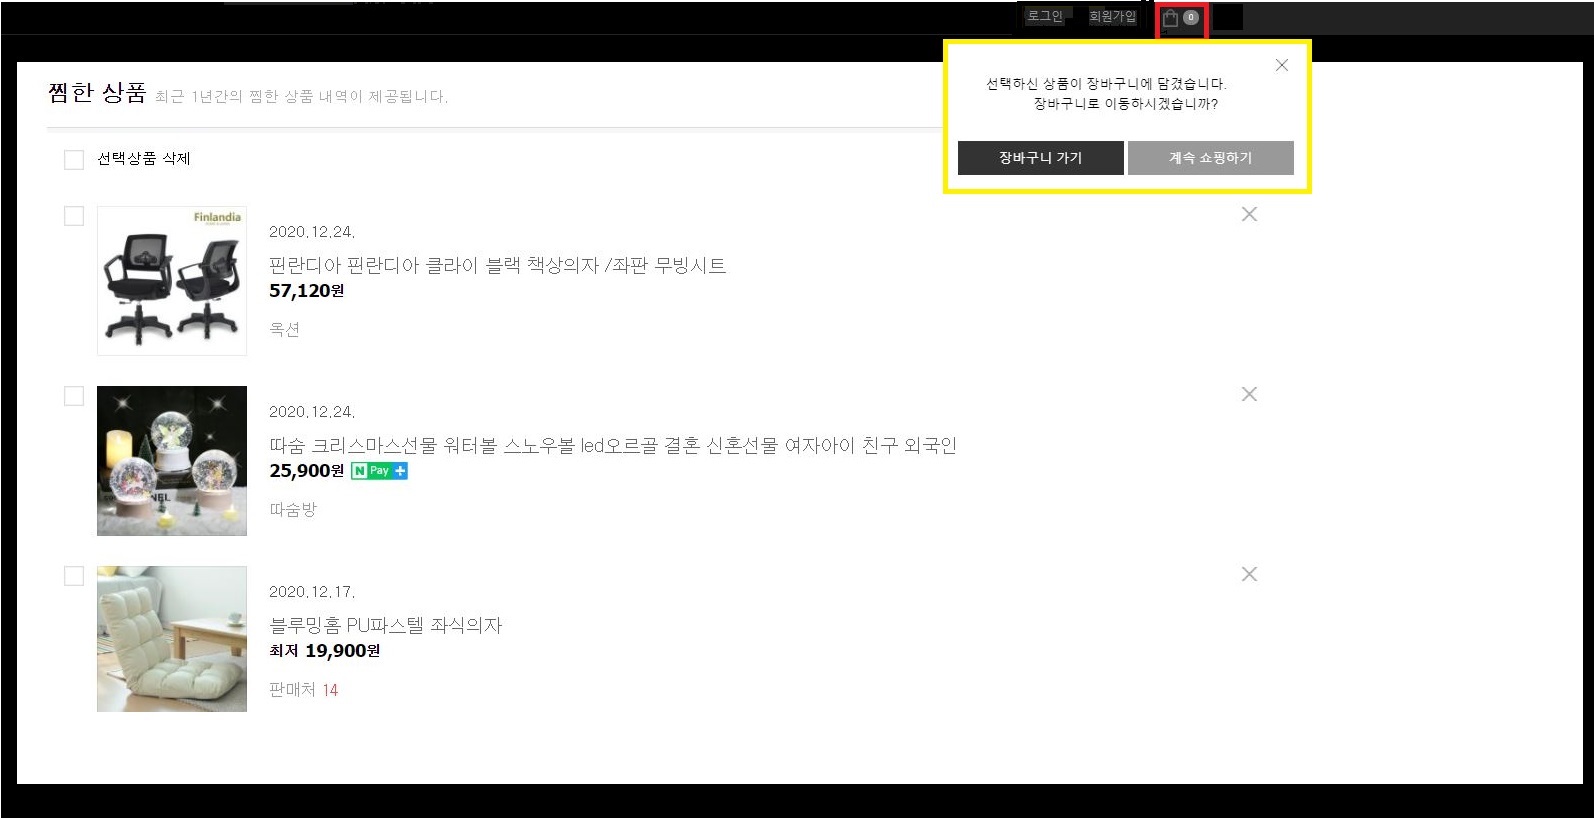 로그인
회원가입
0
선택하신 상품이 장바구니에 담겼습니다.
장바구니로 이동하시겠습니까?
장바구니 가기
계속 쇼핑하기
찜한 상품 최근 1년간의 찜한 상품 내역이 제공됩니다.
선택상품 삭제
Finlandia
2020.12.24.
핀란디아 핀란디아 클라이 블랙 책상의자 /좌판 무빙시트
57,120원
옥션
2020.12.24.
따숨 크리스마스선물 워터볼 스노우볼 led오르골 결혼 신혼선물 여자아이 친구 외국인
25,900원 N Pay +
따숨방
2020.12.17.
블루밍홈 PU파스텔 좌식의자
최저 19,900원
판매처 14